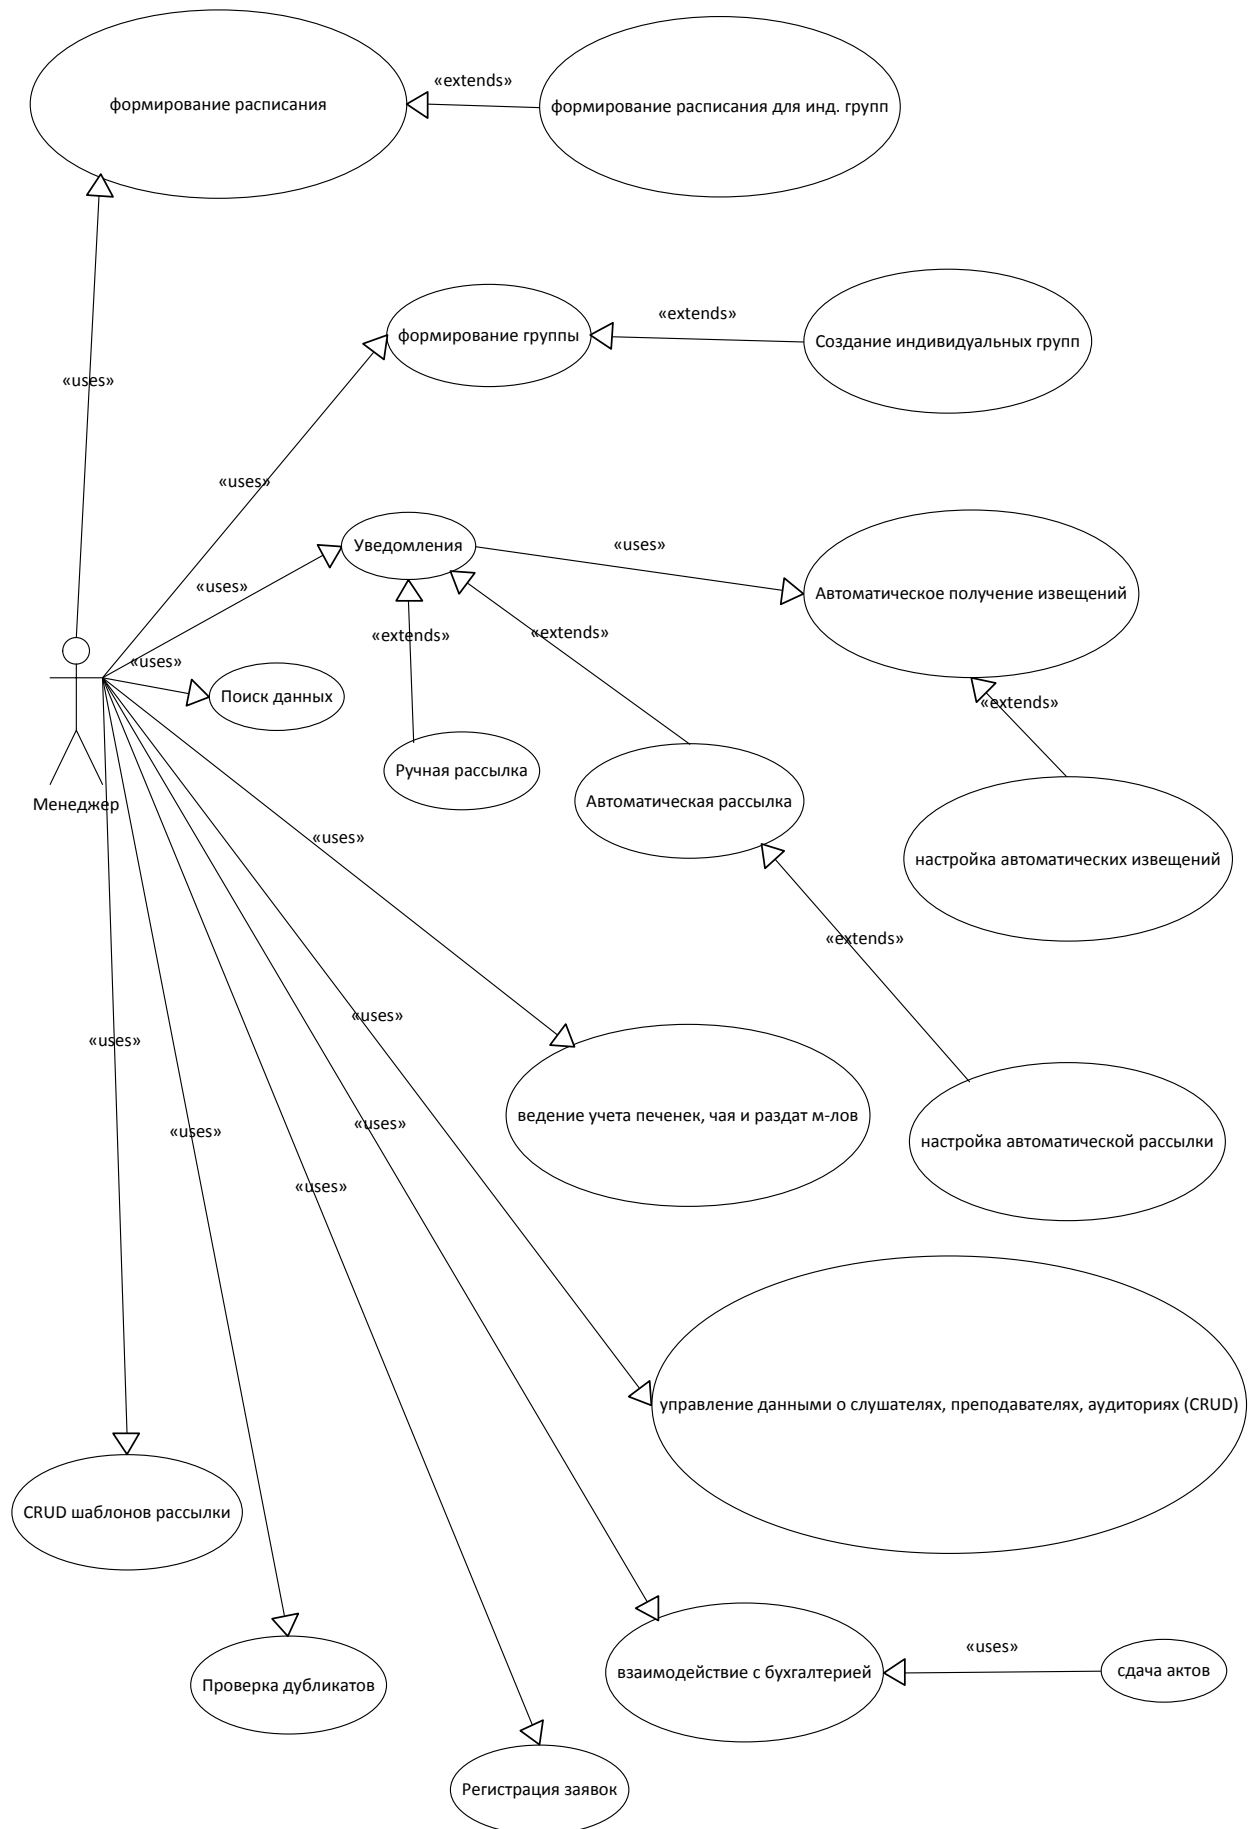 «extends»
формирование расписания
формирование расписания для инд. групп
«extends»
формирование группы
Создание индивидуальных групп
«uses»
«uses»
Уведомления
«uses»
«uses»
Автоматическое получение извещений
«extends»
«extends»
«uses»
Поиск данных
«extends»
Ручная рассылка
Автоматическая рассылка
Менеджер
«uses»
настройка автоматических извещений
«extends»
«uses»
«uses»
ведение учета печенек, чая и раздат м-лов
«uses»
«uses»
настройка автоматической рассылки
«uses»
управление данными о слушателях, преподавателях, аудиториях (CRUD)
CRUD шаблонов рассылки
«uses»
взаимодействие с бухгалтерией
сдача актов
Проверка дубликатов
Регистрация заявок